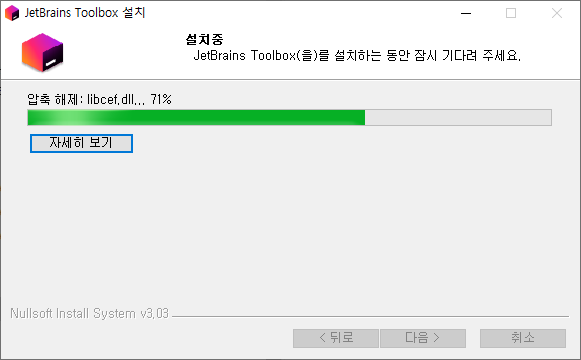 JetBrains Toolbox 설치
설치중
JetBrains Toolbox(을)를 설치하는 동안 잠시 기다려 주세요.
압축 해제: libcef.dll... 71%
자세히 보기
Nullsoft Install System v3.03
< 뒤로
다음 >
취소